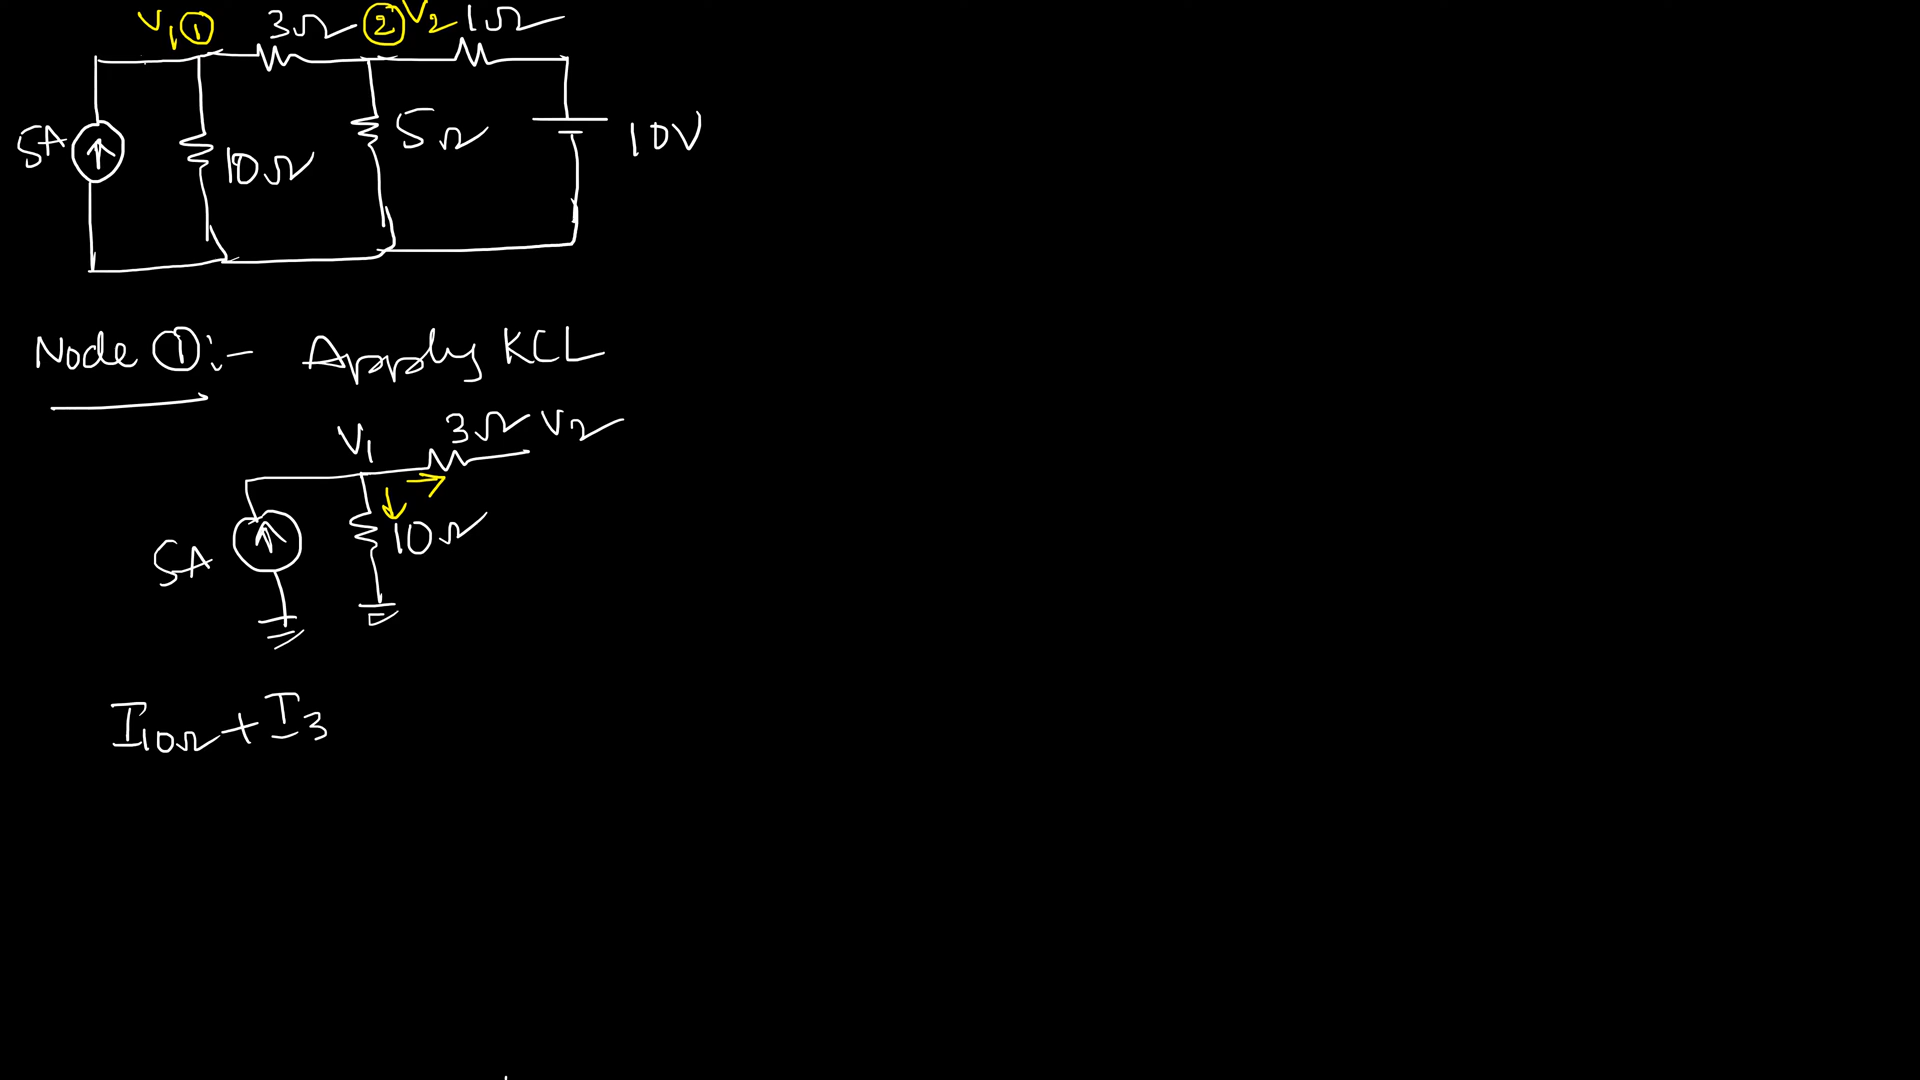 V₁ ① 3Ω ② V₂ 1Ω
5A 10Ω 5Ω 10V
Node ①:- Apply KCL
V₁ 3Ω V₂
5A 10Ω
I₁₀Ω + I₃